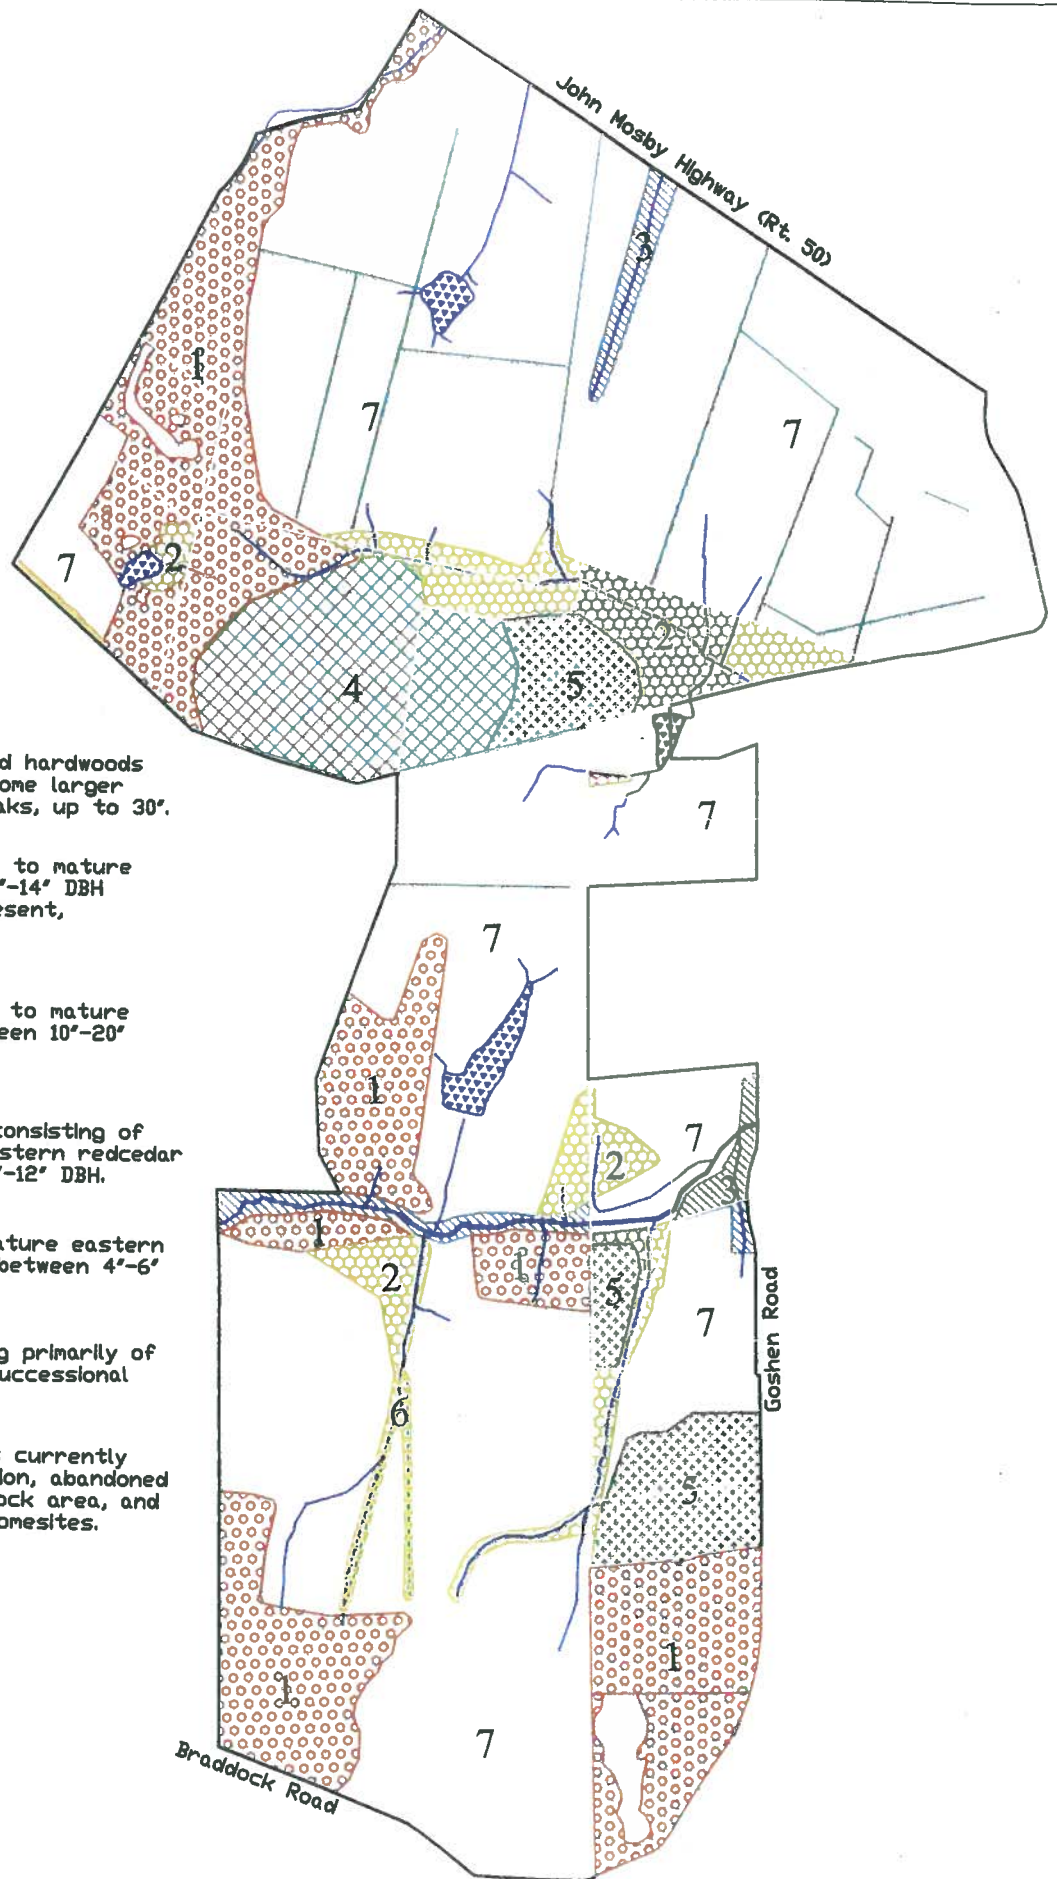 John Mosby Highway (Rt. 50)
3
1
7
7
7
2
2
4
5
d hardwoods
ome larger
aks, up to 30".
7
to mature
"-14" DBH
esent,
7
to mature
een 10"-20"
1
consisting of
stern redcedar
"-12" DBH.
7
2
3
1
ature eastern
between 4"-6"
2
1
5
7
Goshen Road
g primarily of
uccessional
6
currently
don, abandoned
ock area, and
omesites.
5
1
1
7
Braddock Road